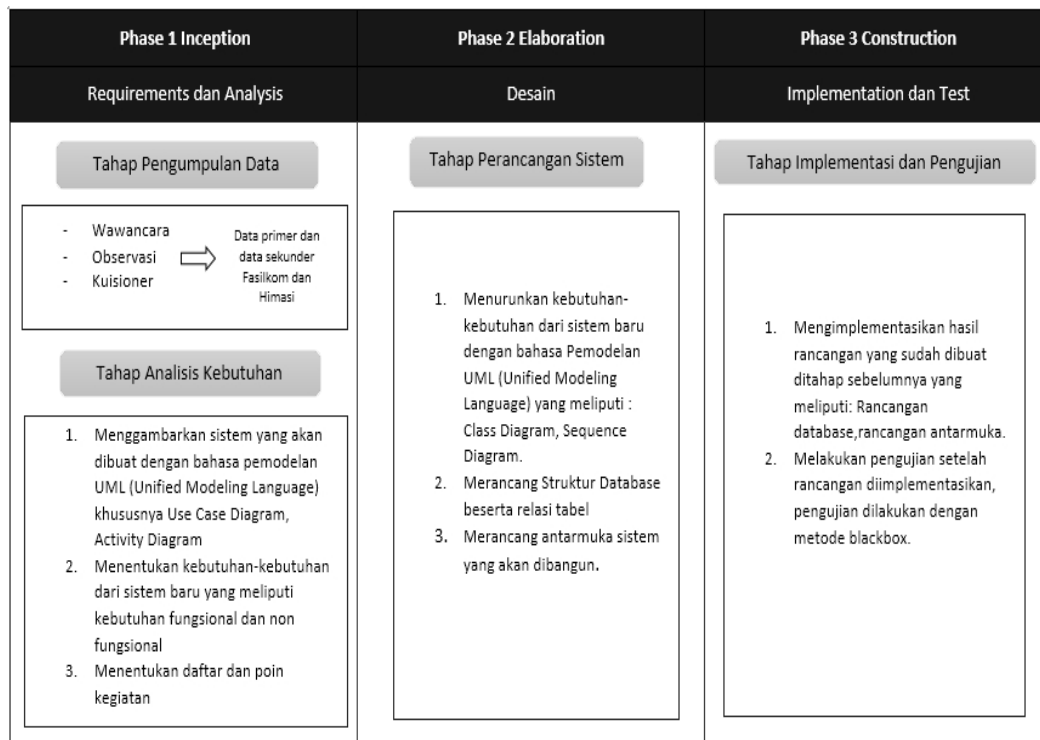 Phase 1 Inception
Requirements dan Analysis
Tahap Pengumpulan Data
- Wawancara
- Observasi
- Kuisioner
Data primer dan
data sekunder
Fasilkom dan
Himasi
Tahap Analisis Kebutuhan
1. Menggambarkan sistem yang akan
dibuat dengan bahasa pemodelan
UML (Unified Modeling Language)
khususnya Use Case Diagram,
Activity Diagram
2. Menentukan kebutuhan-kebutuhan
dari sistem baru yang meliputi
kebutuhan fungsional dan non
fungsional
3. Menentukan daftar dan poin
kegiatan
Phase 2 Elaboration
Desain
Tahap Perancangan Sistem
1. Menurunkan kebutuhan-
kebutuhan dari sistem baru
dengan bahasa Pemodelan
UML (Unified Modeling
Language) yang meliputi :
Class Diagram, Sequence
Diagram.
2. Merancang Struktur Database
beserta relasi tabel
3. Merancang antarmuka sistem
yang akan dibangun.
Phase 3 Construction
Implementation dan Test
Tahap Implementasi dan Pengujian
1. Mengimplementasikan hasil
rancangan yang sudah dibuat
ditahap sebelumnya yang
meliputi: Rancangan
database,rancangan antarmuka.
2. Melakukan pengujian setelah
rancangan diimplementasikan,
pengujian dilakukan dengan
metode blackbox.